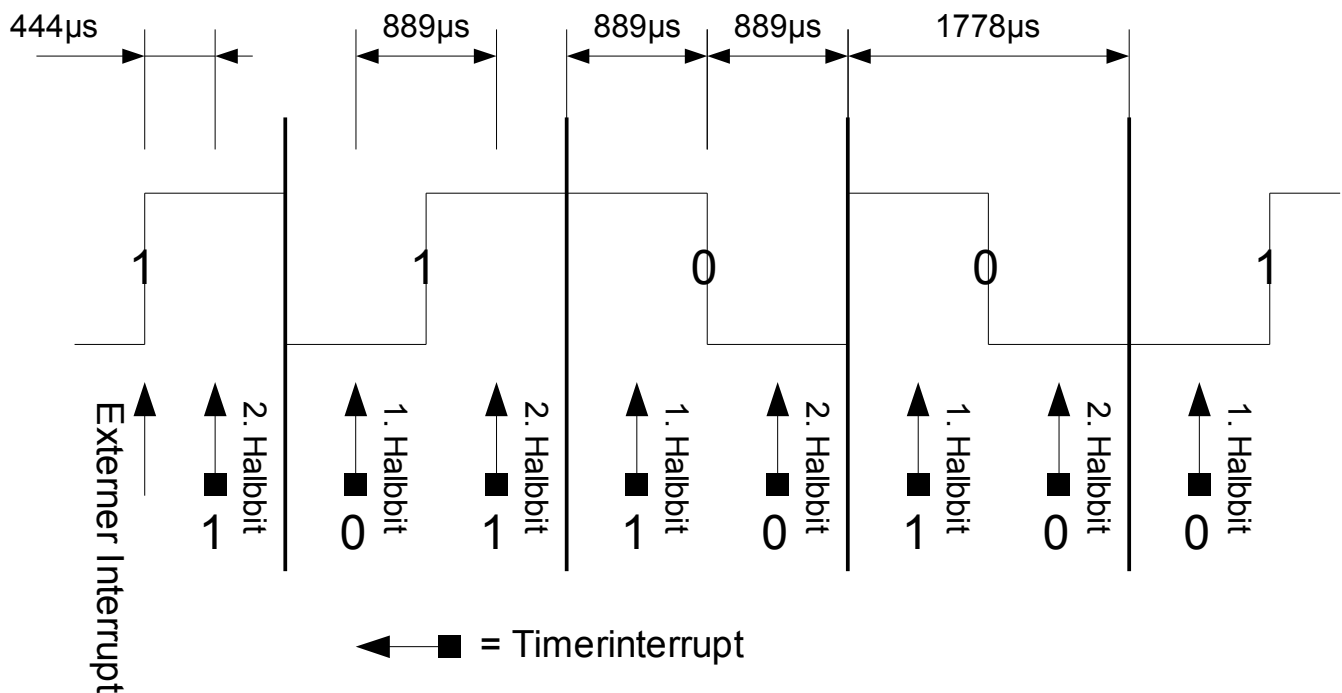 444µs
889µs
889µs
889µs
1778µs
1
1
0
0
1
Externer Interrupt
2. Halbbit
1. Halbbit
2. Halbbit
1. Halbbit
2. Halbbit
1. Halbbit
2. Halbbit
1. Halbbit
1
0
1
1
0
1
0
0
= Timerinterrupt